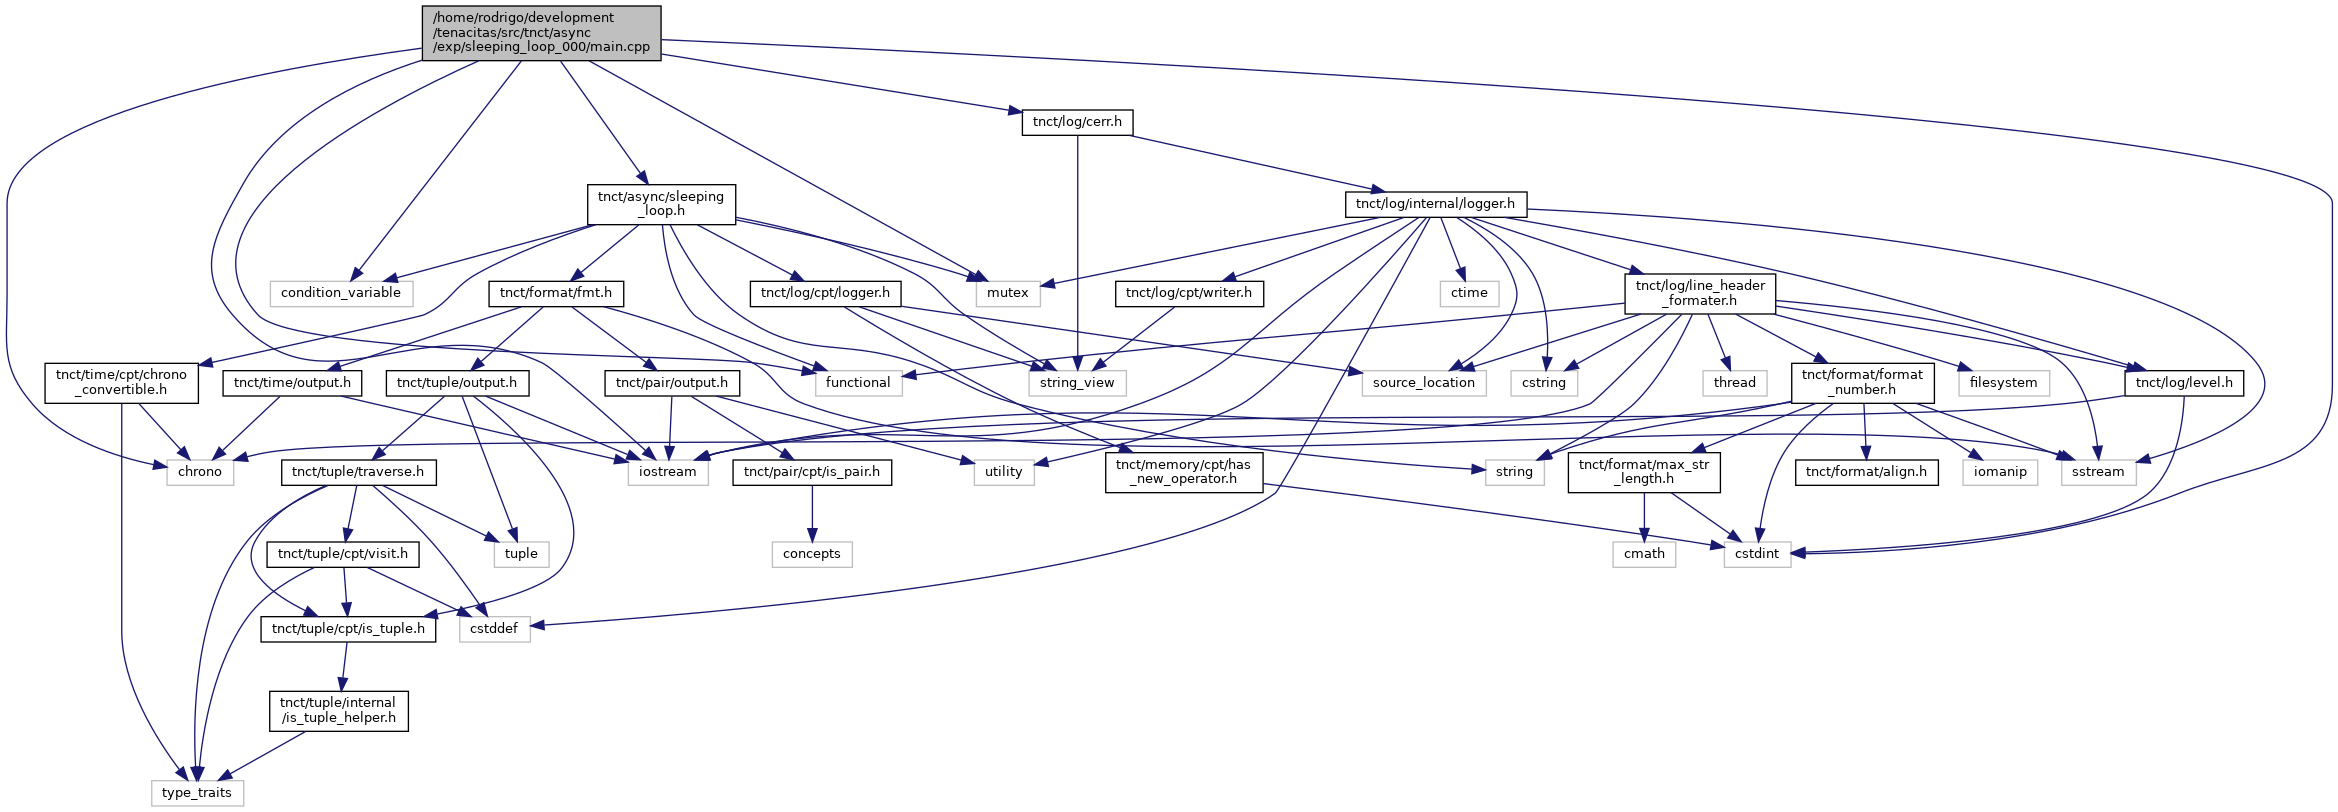 /home/rodrigo/development
/tenacitas/src/tnct/async
/exp/sleeping_loop_000/main.cpp
tnct/log/cerr.h
tnct/async/sleeping
_loop.h
tnct/log/internal/logger.h
condition_variable
tnct/format/fmt.h
tnct/log/cpt/logger.h
mutex
tnct/log/cpt/writer.h
ctime
tnct/log/line_header
_formater.h
tnct/time/cpt/chrono
_convertible.h
tnct/time/output.h
tnct/tuple/output.h
tnct/pair/output.h
functional
string_view
source_location
cstring
thread
tnct/format/format
_number.h
filesystem
tnct/log/level.h
chrono
tnct/tuple/traverse.h
iostream
tnct/pair/cpt/is_pair.h
utility
tnct/memory/cpt/has
_new_operator.h
string
tnct/format/max_str
_length.h
tnct/format/align.h
iomanip
sstream
tnct/tuple/cpt/visit.h
tuple
concepts
cmath
cstdint
tnct/tuple/cpt/is_tuple.h
cstddef
tnct/tuple/internal
/is_tuple_helper.h
type_traits